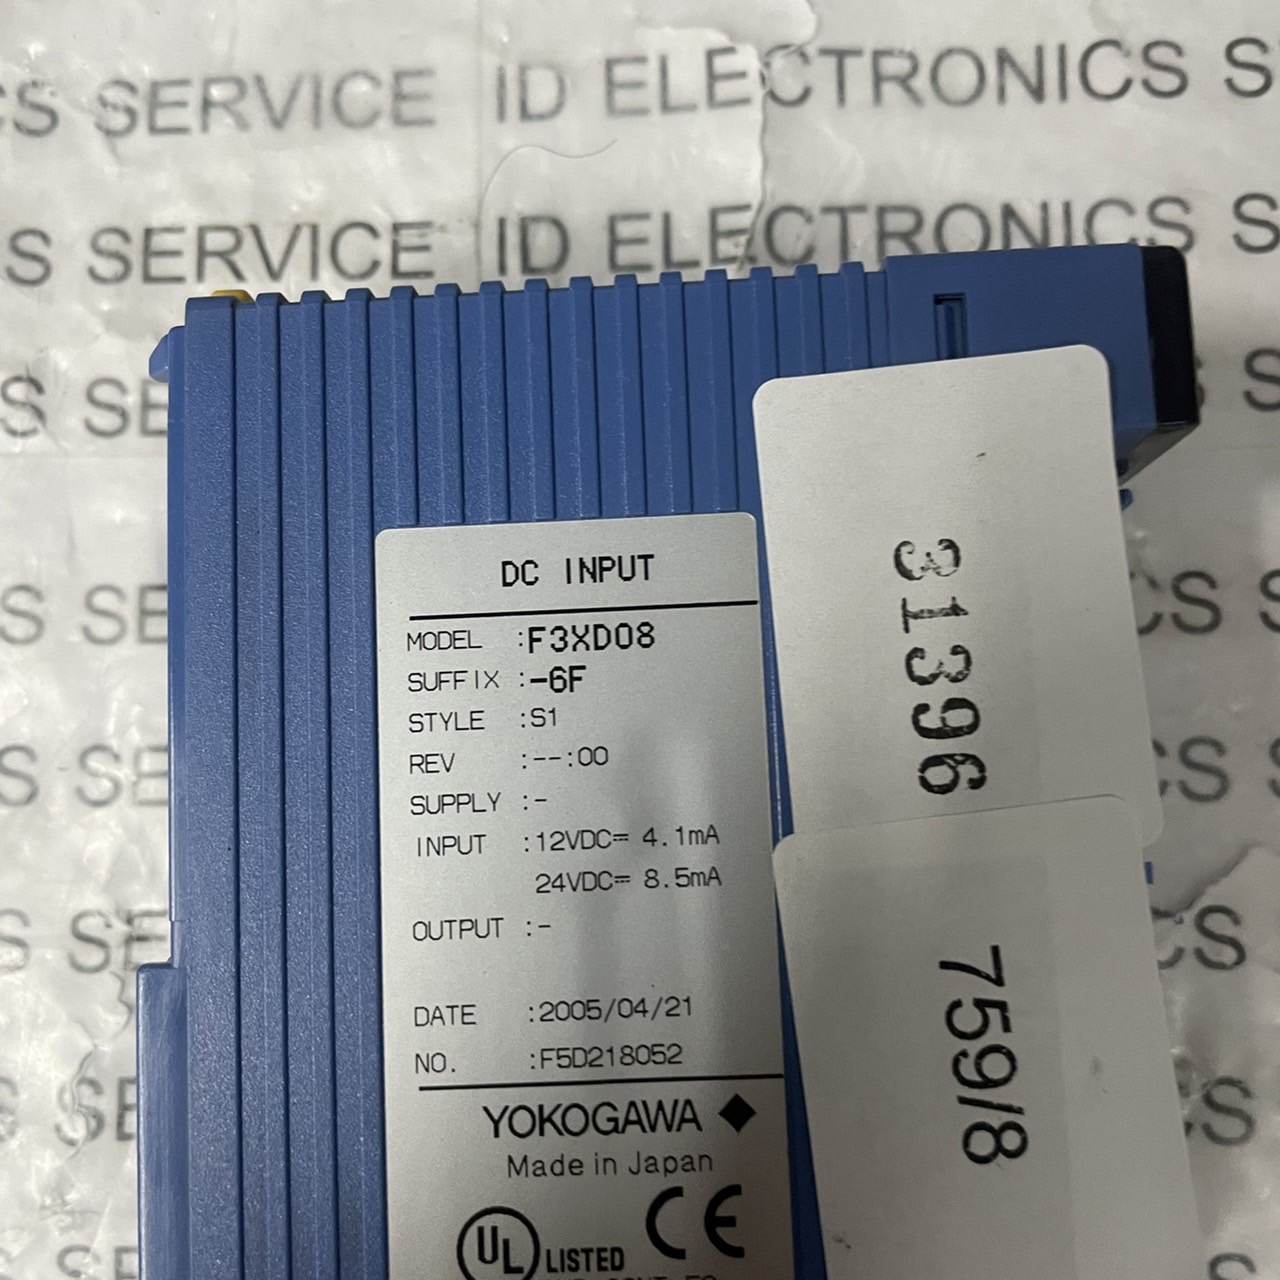 CS SERVICE ID ELECTRONICS S
CS SERVICE ID ELECTRONICS S
DC INPUT
MODEL :F3XD08
SUFFIX :-6F
STYLE :S1
REV :--:00
SUPPLY :-
INPUT :12VDC= 4.1mA
24VDC= 8.5mA
OUTPUT :-
DATE :2005/04/21
NO. :F5D218052
YOKOGAWA
Made in Japan
UL LISTED CE
31396
759/8